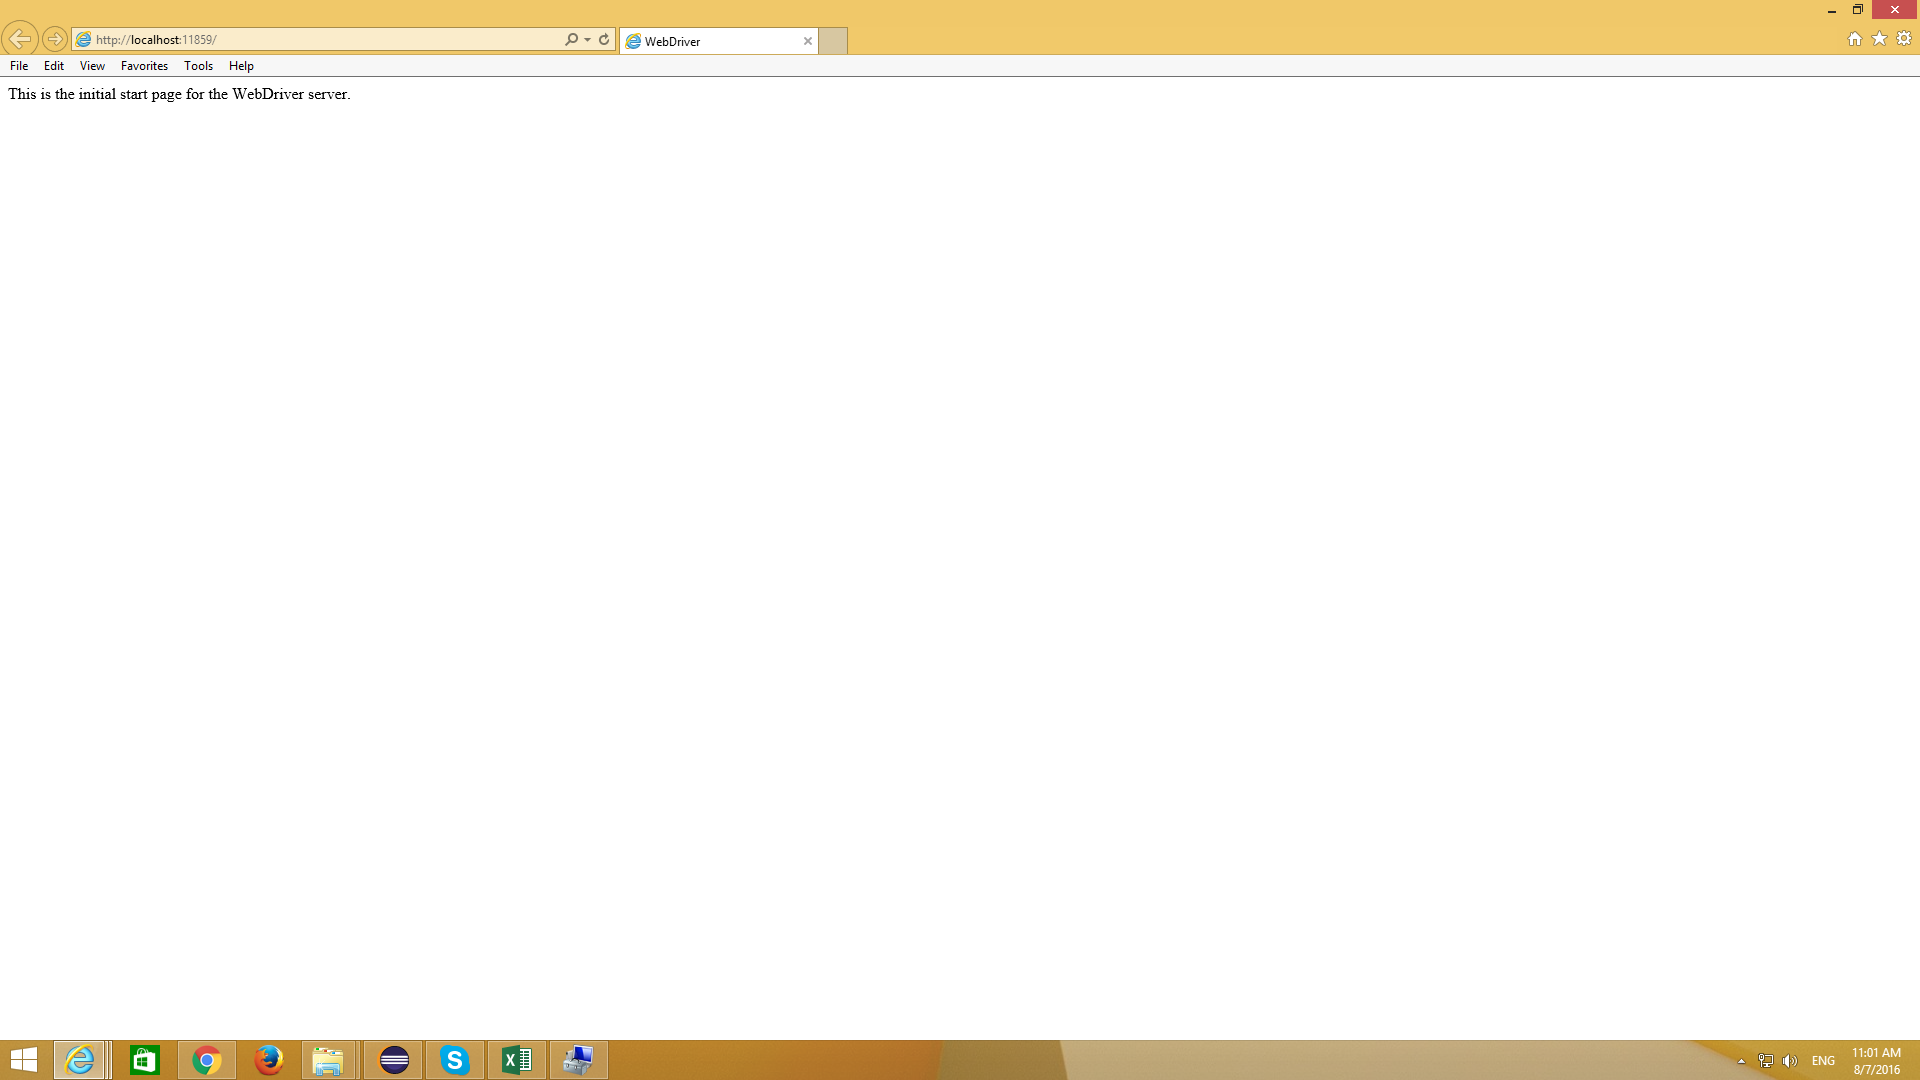 http://localhost:11859/
WebDriver
File Edit View Favorites Tools Help
This is the initial start page for the WebDriver server.
ENG
11:01 AM
8/7/2016